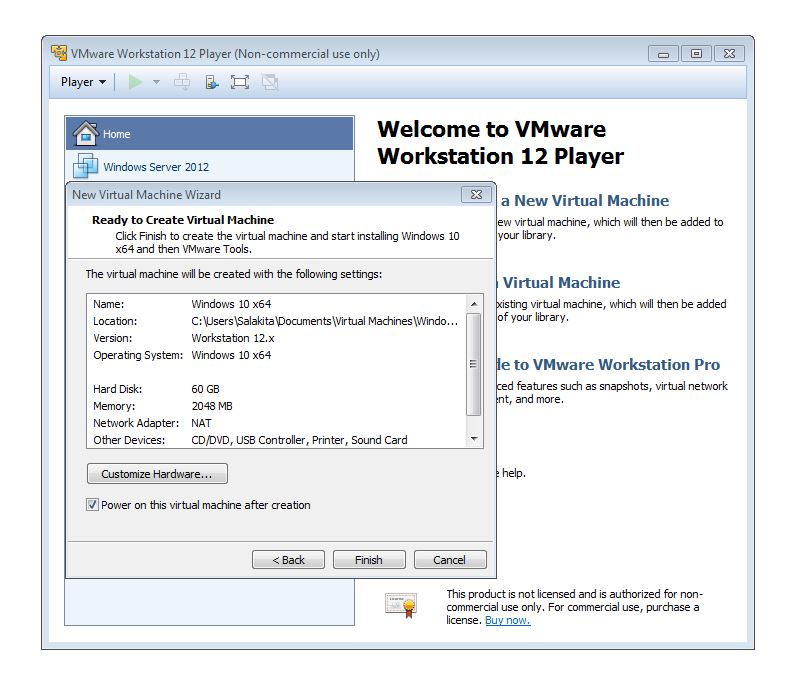 VMware Workstation 12 Player (Non-commercial use only)
Player
Home
Windows Server 2012
Welcome to VMware
Workstation 12 Player
a New Virtual Machine
ew virtual machine, which will then be added to
your library.
Virtual Machine
xisting virtual machine, which will then be added
of your library.
de to VMware Workstation Pro
ced features such as snapshots, virtual network
nt, and more.
help.
New Virtual Machine Wizard
Ready to Create Virtual Machine
Click Finish to create the virtual machine and start installing Windows 10
x64 and then VMware Tools.
The virtual machine will be created with the following settings:
Name: Windows 10 x64
Location: C:\Users\Salakita\Documents\Virtual Machines\Windo...
Version: Workstation 12.x
Operating System: Windows 10 x64
Hard Disk: 60 GB
Memory: 2048 MB
Network Adapter: NAT
Other Devices: CD/DVD, USB Controller, Printer, Sound Card
Customize Hardware...
Power on this virtual machine after creation
< Back Finish Cancel
This product is not licensed and is authorized for non-
commercial use only. For commercial use, purchase a
license. Buy now.